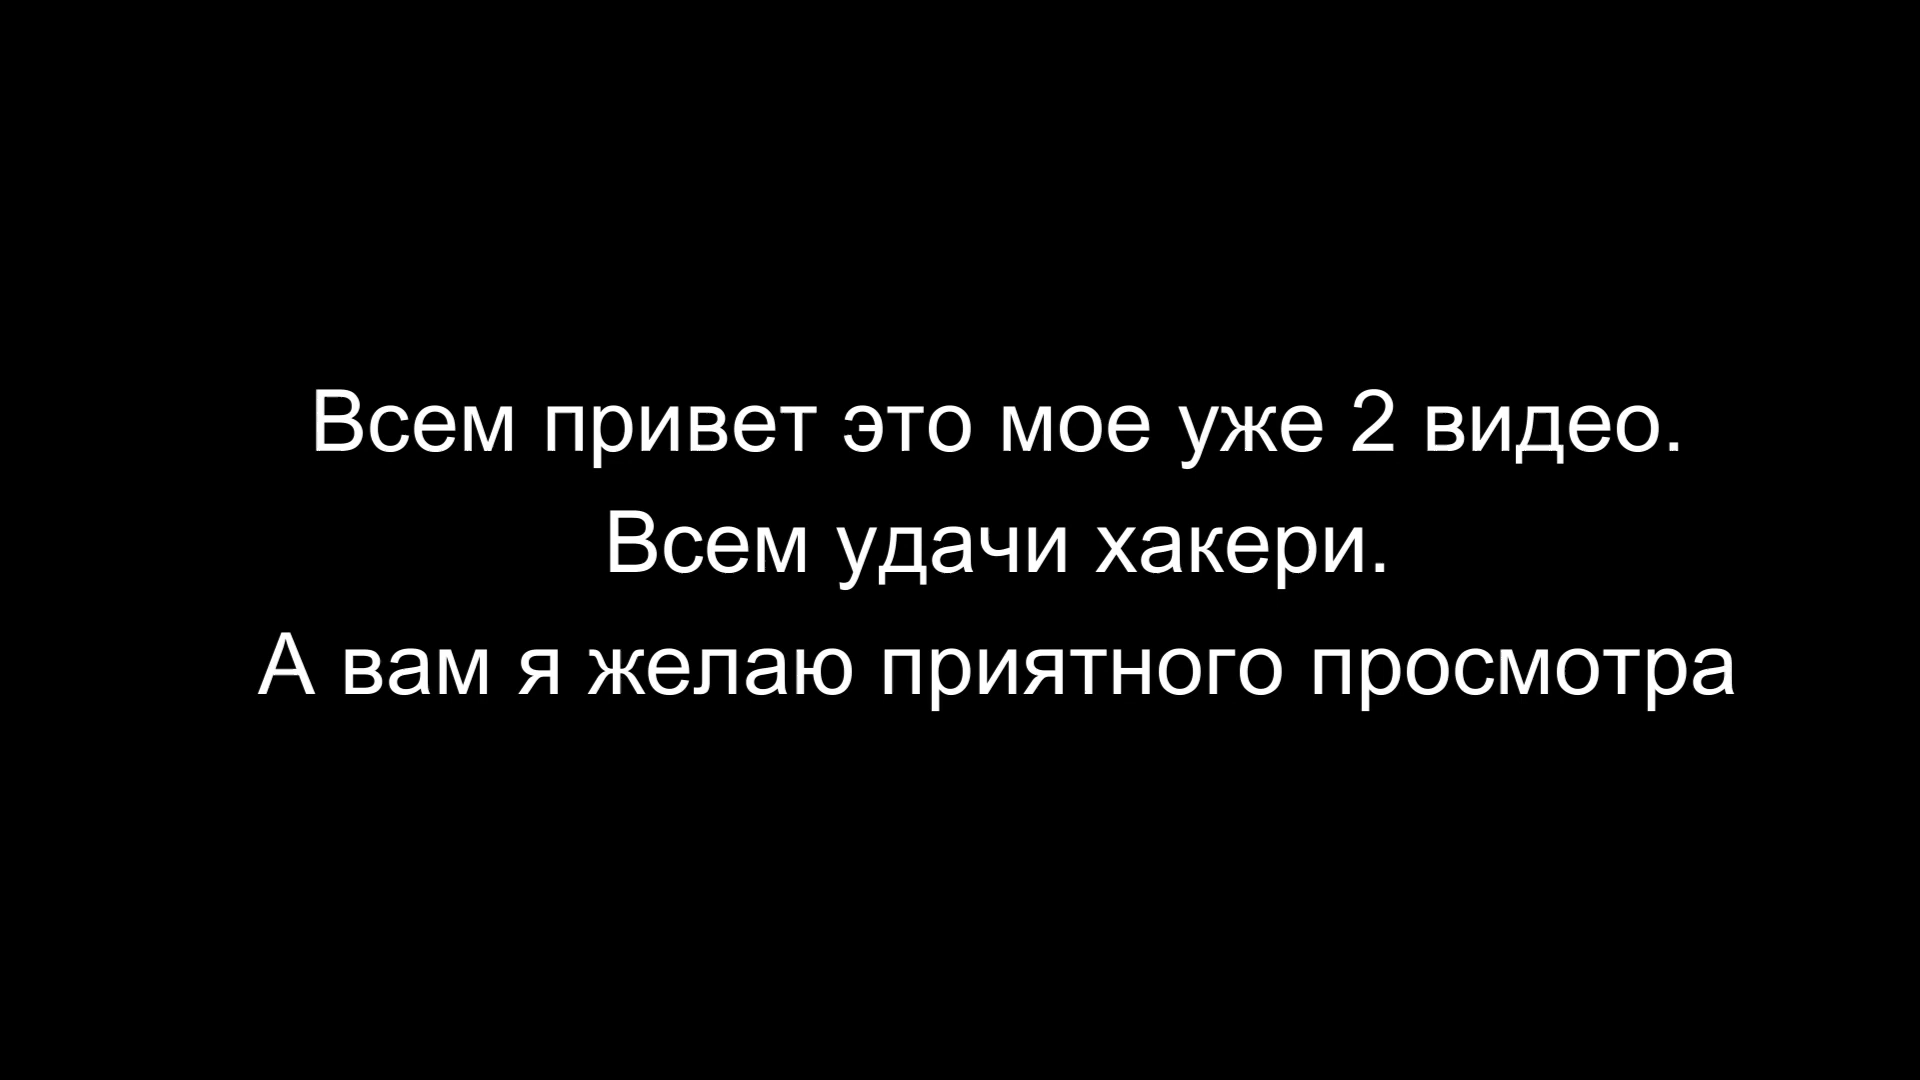 Всем привет это мое уже 2 видео.
Всем удачи хакери.
А вам я желаю приятного просмотра